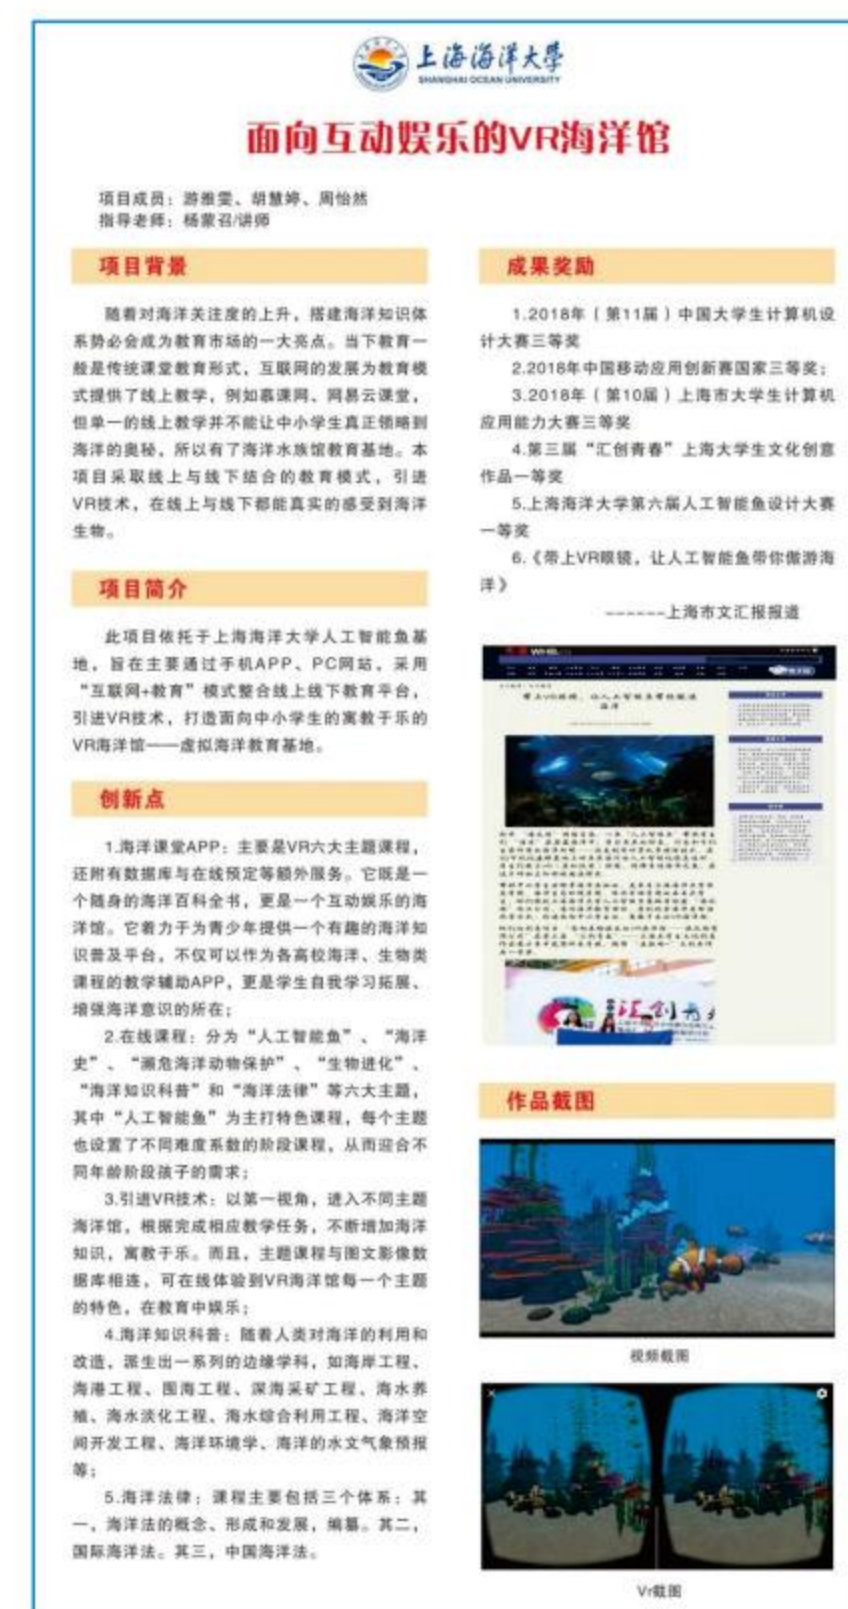 上海海洋大学
SHANGHAI OCEAN UNIVERSITY
面向互动娱乐的VR海洋馆
项目成员：游雅雯、胡慧婷、周怡然
指导老师：杨蒙召/讲师
项目背景
随着对海洋关注度的上升，搭建海洋知识体
系势必会成为教育市场的一大亮点。当下教育一
般是传统课堂教育形式，互联网的发展为教育模
式提供了线上教学，例如慕课网、网易云课堂，
但单一的线上教学并不能让中小学生真正领略到
海洋的奥秘，所以有了海洋水族馆教育基地。本
项目采取线上与线下结合的教育模式，引进
VR技术，在线上与线下都能真实的感受到海洋
生物。
项目简介
此项目依托于上海海洋大学人工智能鱼基
地，旨在主要通过手机APP、PC网站，采用
“互联网+教育”模式整合线上线下教育平台，
引进VR技术，打造面向中小学生的寓教于乐的
VR海洋馆——虚拟海洋教育基地。
创新点
1.海洋课堂APP：主要是VR六大主题课程，
还附有数据库与在线预定等额外服务。它既是一
个随身的海洋百科全书，更是一个互动娱乐的海
洋馆。它着力于为青少年提供一个有趣的海洋知
识普及平台，不仅可以作为各高校海洋、生物类
课程的教学辅助APP，更是学生自我学习拓展、
增强海洋意识的所在；
2.在线课程：分为“人工智能鱼”、“海洋
史”、“濒危海洋动物保护”、“生物进化”、
“海洋知识科普”和“海洋法律”等六大主题，
其中“人工智能鱼”为主打特色课程，每个主题
也设置了不同难度系数的阶段课程，从而迎合不
同年龄阶段孩子的需求；
3.引进VR技术：以第一视角，进入不同主题
海洋馆，根据完成相应教学任务，不断增加海洋
知识，寓教于乐。而且，主题课程与图文影像数
据库相连，可在线体验到VR海洋馆每一个主题
的特色，在教育中娱乐；
4.海洋知识科普：随着人类对海洋的利用和
改造，派生出一系列的边缘学科，如海岸工程、
海港工程、围海工程、深海采矿工程、海水养
殖、海水淡化工程、海水综合利用工程、海洋空
间开发工程、海洋环境学、海洋的水文气象预报
等；
5.海洋法律：课程主要包括三个体系：其
一，海洋法的概念、形成和发展，编纂。其二，
国际海洋法。其三，中国海洋法。
成果奖励
1.2018年（第11届）中国大学生计算机设
计大赛三等奖
2.2018年中国移动应用创新赛国家三等奖；
3.2018年（第10届）上海市大学生计算机
应用能力大赛三等奖
4.第三届“汇创青春”上海大学生文化创意
作品一等奖
5.上海海洋大学第六届人工智能鱼设计大赛
一等奖
6.《带上VR眼镜，让人工智能鱼带你傲游海
洋》
------上海市文汇报报道
作品截图
视频截图
Vr截图